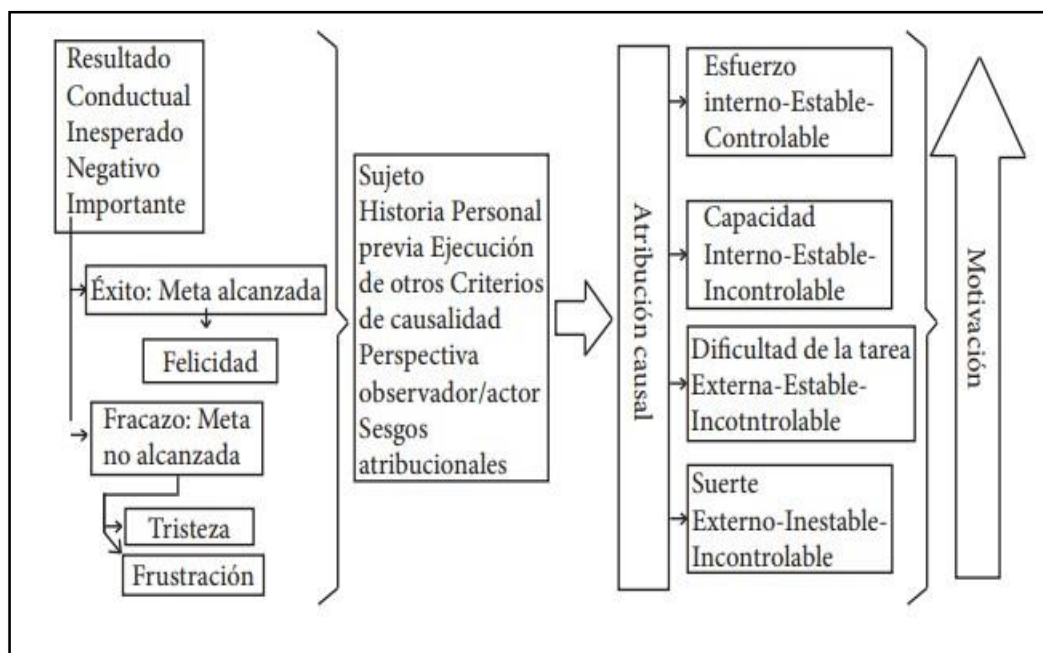 Resultado
Conductual
Inesperado
Negativo
Importante
Éxito: Meta alcanzada
Felicidad
Fracazo: Meta
no alcanzada
Tristeza
Frustración
Sujeto
Historia Personal
previa Ejecución
de otros Criterios
de causalidad
Perspectiva
observador/actor
Sesgos
atribucionales
Atribución causal
Esfuerzo
interno-Estable-
Controlable
Capacidad
Interno-Estable-
Incontrolable
Dificultad de la tarea
Externa-Estable-
Incotntrolable
Suerte
Externo-Inestable-
Incontrolable
Motivación